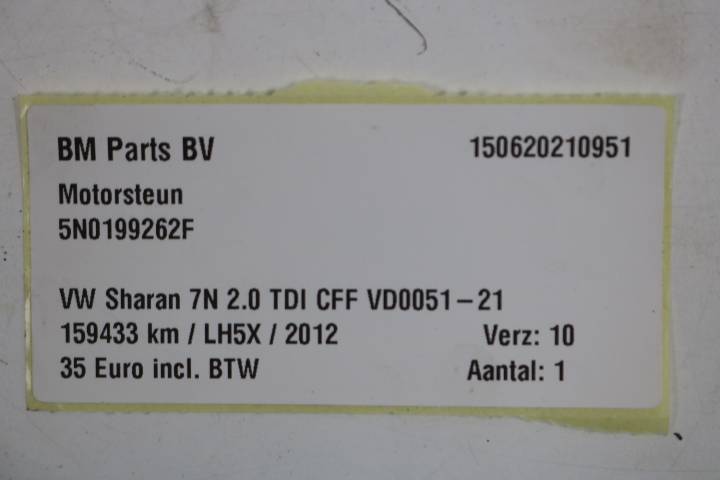 BM Parts BV 150620210951
Motorsteun
5N0199262F
VW Sharan 7N 2.0 TDI CFF VD0051-21
159433 km / LH5X / 2012 Verz: 10
35 Euro incl. BTW Aantal: 1